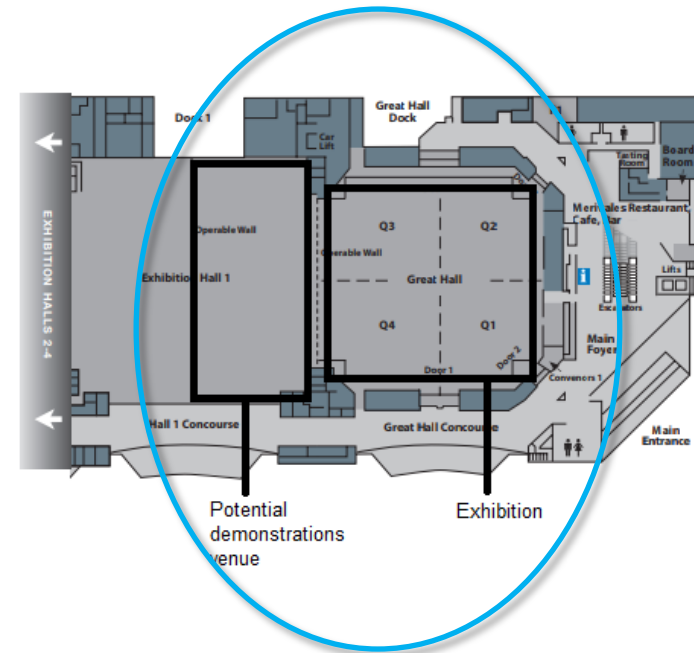 Dock 1
Great Hall
Dock
Car
Lift
Tasting
Room
Board
Room
Merivales Restaurant,
Cafe, Bar
Q3
Q2
Operable Wall
Operable Wall
EXHIBITION HALLS 2-4
Exhibition Hall 1
Great Hall
i
Lifts
Escalators
Q4
Q1
Main
Foyer
Door 1
Door 2
Convenors 1
Hall 1 Concourse
Great Hall Concourse
Main
Entrance
Potential
demonstrations
venue
Exhibition